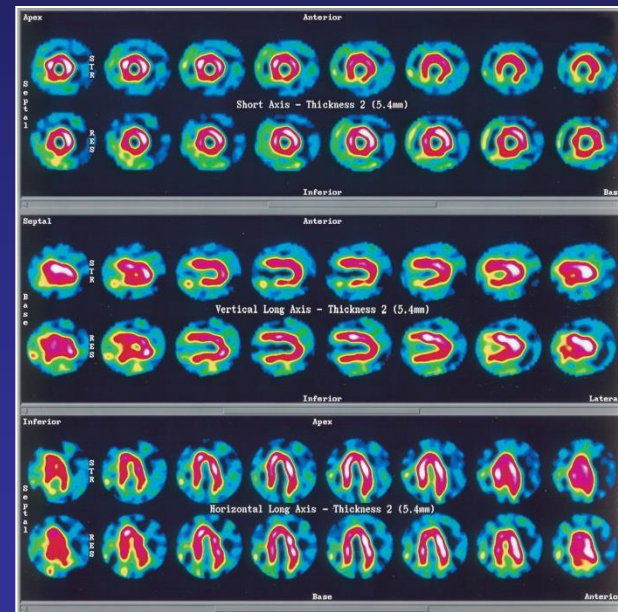 Apex Anterior
Septal
STR
Short Axis - Thickness 2 (5.4mm)
RES
Inferior Bas
Septal Anterior
Base
STR
Vertical Long Axis - Thickness 2 (5.4mm)
RES
Inferior Latera
Inferior Apex
Septal
STR
Horizontal Long Axis - Thickness 2 (5.4mm)
RES
Base Anterio